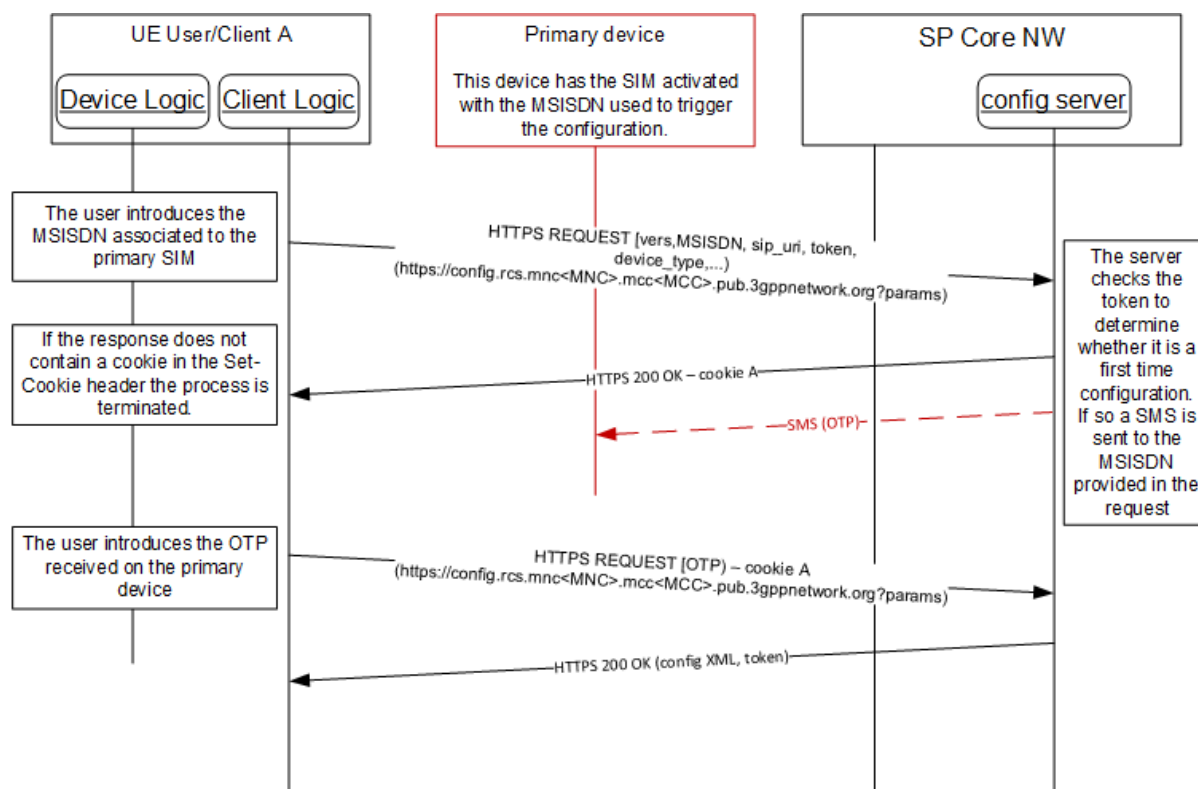 UE User/Client A
Device Logic
Client Logic
Primary device
This device has the SIM activated
with the MSISDN used to trigger
the configuration.
SP Core NW
config server
The user introduces the
MSISDN associated to the
primary SIM
HTTPS REQUEST [vers,MSISDN, sip_uri, token,
device_type,...)
(https://config.rcs.mnc<MNC>.mcc<MCC>.pub.3gppnetwork.org?params)
The server
checks the
token to
determine
whether it is a
first time
configuration.
If so a SMS is
sent to the
MSISDN
provided in the
request
If the response does not
contain a cookie in the Set-
Cookie header the process is
terminated.
HTTPS 200 OK – cookie A
SMS (OTP)
The user introduces the OTP
received on the primary
device
HTTPS REQUEST [OTP) – cookie A
(https://config.rcs.mnc<MNC>.mcc<MCC>.pub.3gppnetwork.org?params)
HTTPS 200 OK (config XML, token)